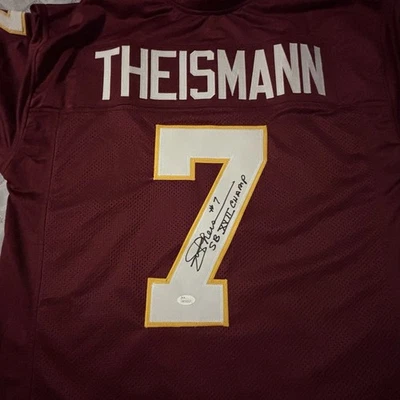 THEISMANN
7
#7
SB XVII CHAMP